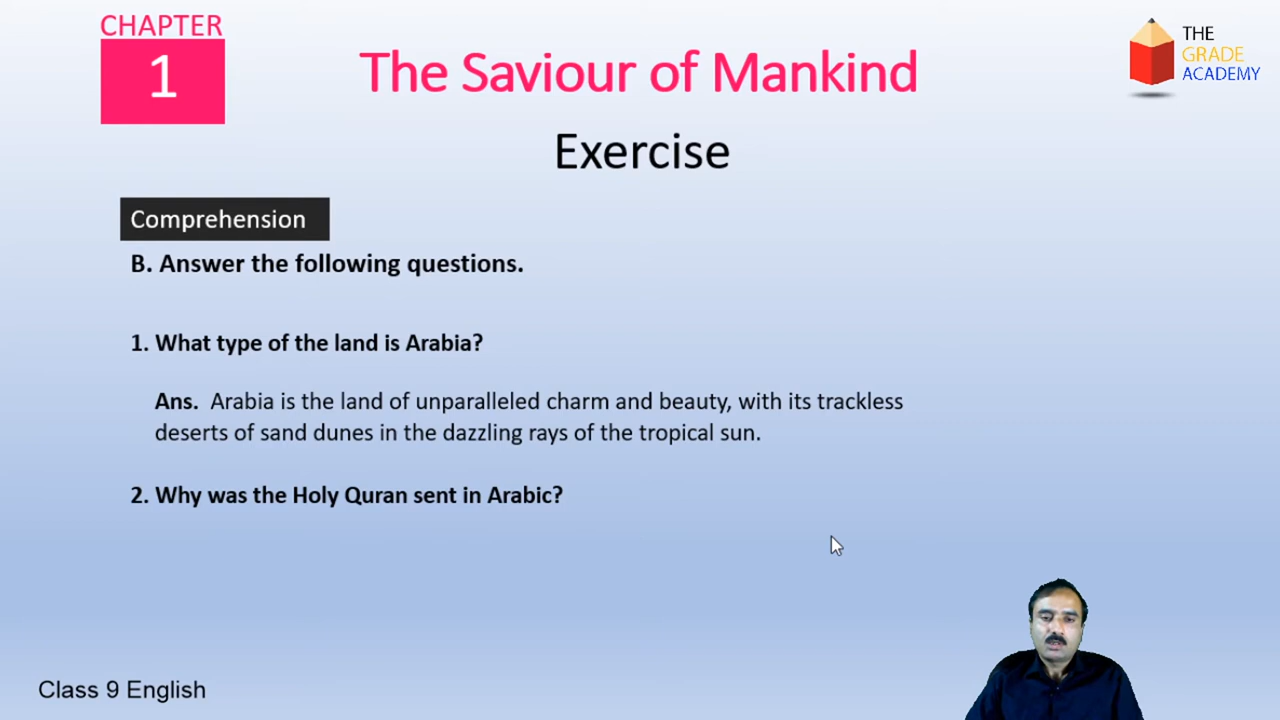 CHAPTER
1
The Saviour of Mankind
THE
GRADE
ACADEMY
Exercise
Comprehension
B. Answer the following questions.
1. What type of the land is Arabia?
Ans. Arabia is the land of unparalleled charm and beauty, with its trackless
deserts of sand dunes in the dazzling rays of the tropical sun.
2. Why was the Holy Quran sent in Arabic?
Class 9 English